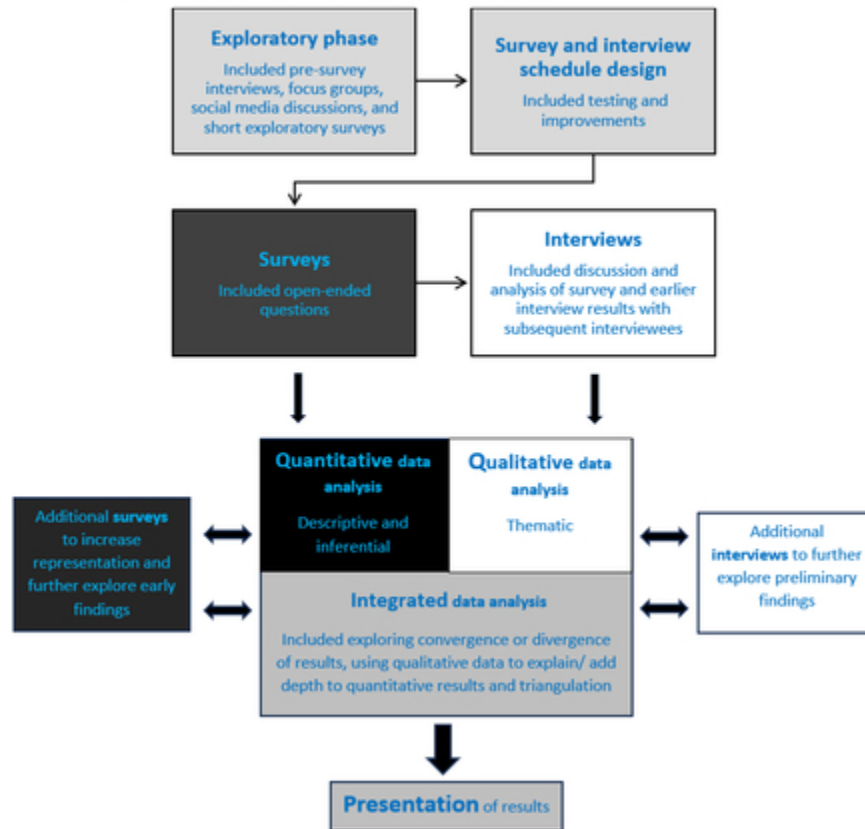 Exploratory phase
Included pre-survey
interviews, focus groups,
social media discussions, and
short exploratory surveys
Survey and interview
schedule design
Included testing and
improvements
Surveys
Included open-ended
questions
Interviews
Included discussion and
analysis of survey and earlier
interview results with
subsequent interviewees
Quantitative data
analysis
Descriptive and
inferential
Qualitative data
analysis
Thematic
Additional surveys
to increase
representation and
further explore early
findings
Additional
interviews to further
explore preliminary
findings
Integrated data analysis
Included exploring convergence or divergence
of results, using qualitative data to explain/ add
depth to quantitative results and triangulation
Presentation of results